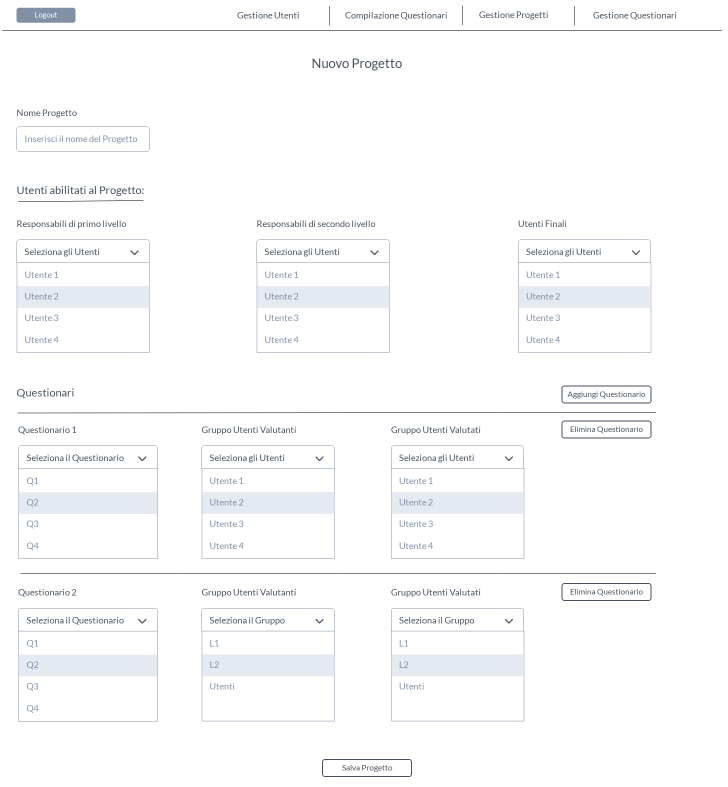 Logout
Gestione Utenti
Compilazione Questionari
Gestione Progetti
Gestione Questionari
Nuovo Progetto
Nome Progetto
Inserisci il nome del Progetto
Utenti abilitati al Progetto:
Responsabili di primo livello
Responsabili di secondo livello
Utenti Finali
Seleziona gli Utenti
Seleziona gli Utenti
Seleziona gli Utenti
Utente 1
Utente 1
Utente 1
Utente 2
Utente 2
Utente 2
Utente 3
Utente 3
Utente 3
Utente 4
Utente 4
Utente 4
Questionari
Aggiungi Questionario
Questionario 1
Gruppo Utenti Valutanti
Gruppo Utenti Valutati
Elimina Questionario
Seleziona il Questionario
Seleziona gli Utenti
Seleziona gli Utenti
Q1
Utente 1
Utente 1
Q2
Utente 2
Utente 2
Q3
Utente 3
Utente 3
Q4
Utente 4
Utente 4
Questionario 2
Gruppo Utenti Valutanti
Gruppo Utenti Valutati
Elimina Questionario
Seleziona il Questionario
Seleziona il Gruppo
Seleziona il Gruppo
Q1
L1
L1
Q2
L2
L2
Q3
Utenti
Utenti
Q4
Salva Progetto